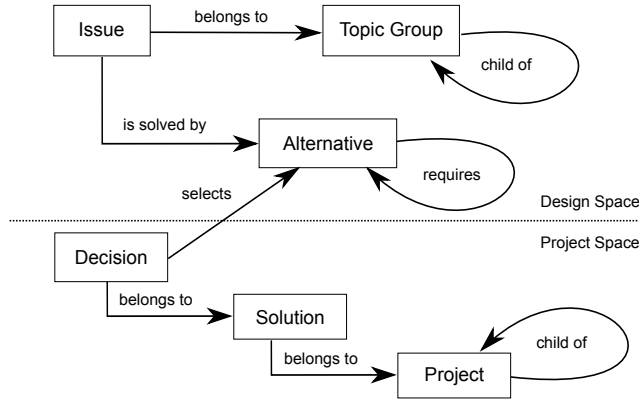 Issue
belongs to
Topic Group
child of
is solved by
Alternative
requires
selects
Design Space
Project Space
Decision
belongs to
Solution
belongs to
Project
child of